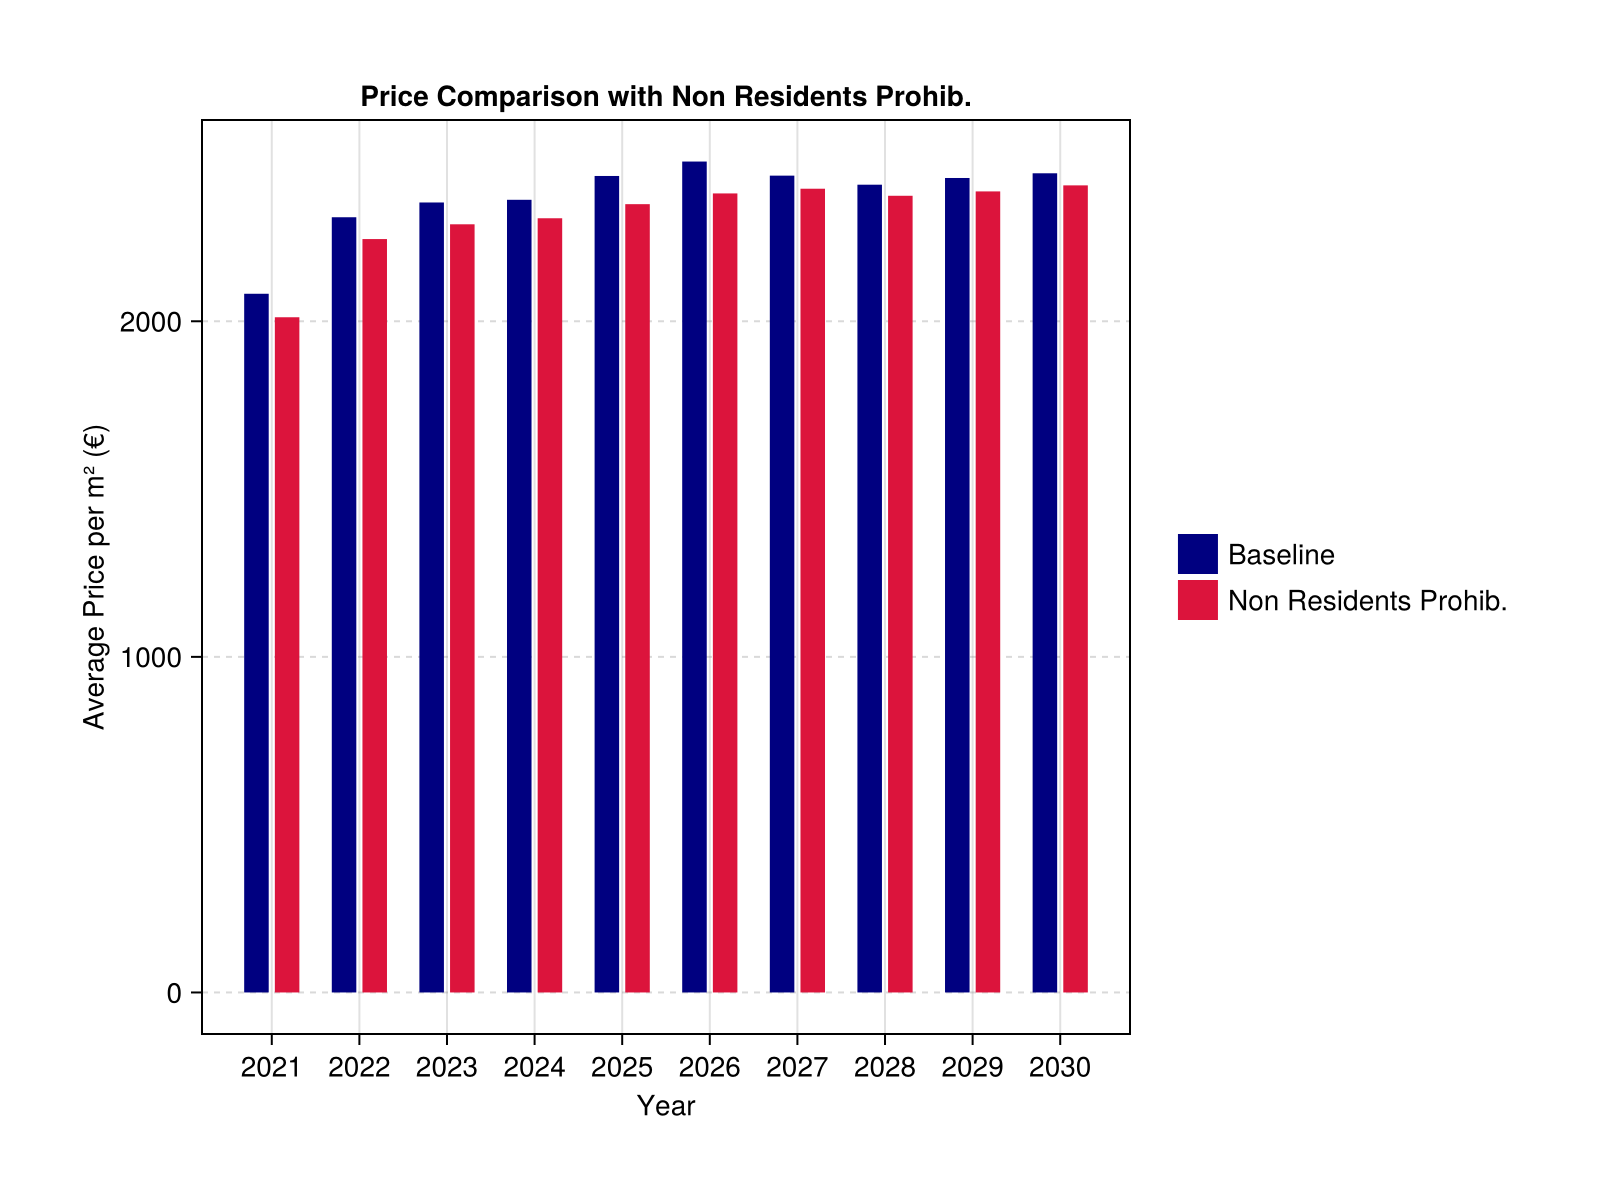 Price Comparison with Non Residents Prohib.
Average Price per m² (€)
2000
1000
0
2021 2022 2023 2024 2025 2026 2027 2028 2029 2030
Year
Baseline
Non Residents Prohib.